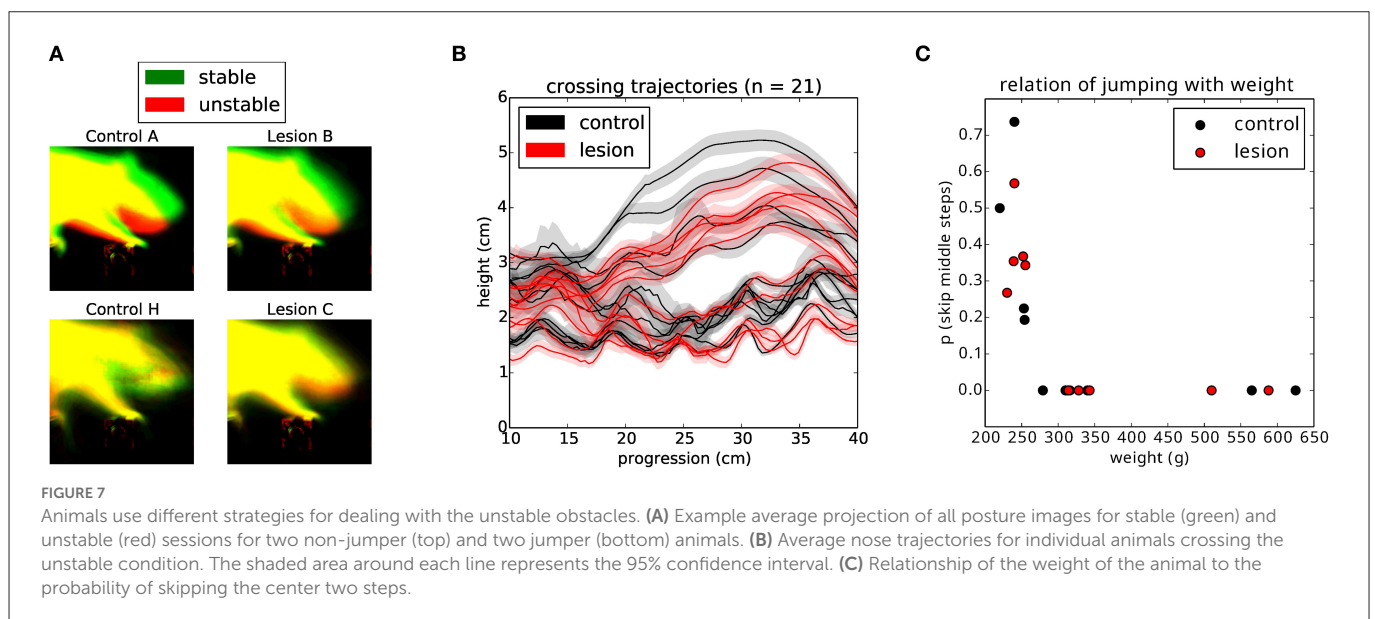 A
stable
unstable
Control A
Lesion B
Control H
Lesion C
B
crossing trajectories (n = 21)
control
lesion
height (cm)
6
5
4
3
2
1
0
10 15 20 25 30 35 40
progression (cm)
C
relation of jumping with weight
control
lesion
p (skip middle steps)
0.7
0.6
0.5
0.4
0.3
0.2
0.1
0.0
200 250 300 350 400 450 500 550 600 650
weight (g)
FIGURE 7
Animals use different strategies for dealing with the unstable obstacles. (A) Example average projection of all posture images for stable (green) and
unstable (red) sessions for two non-jumper (top) and two jumper (bottom) animals. (B) Average nose trajectories for individual animals crossing the
unstable condition. The shaded area around each line represents the 95% confidence interval. (C) Relationship of the weight of the animal to the
probability of skipping the center two steps.